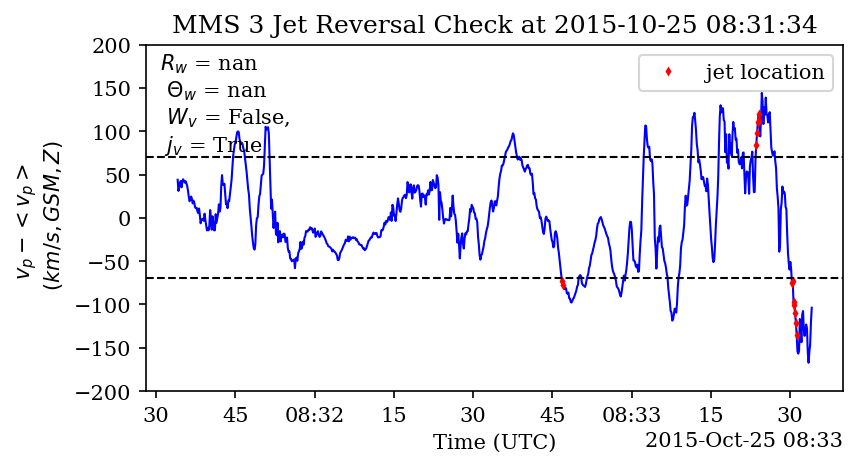 MMS 3 Jet Reversal Check at 2015-10-25 08:31:34
R_w = nan
Θ_w = nan
W_v = False,
j_v = True
jet location
v_p − < v_p >
(km/s, GSM, Z)
200
150
100
50
0
−50
−100
−150
−200
30 45 08:32 15 30 45 08:33 15 30
Time (UTC)
2015-Oct-25 08:33